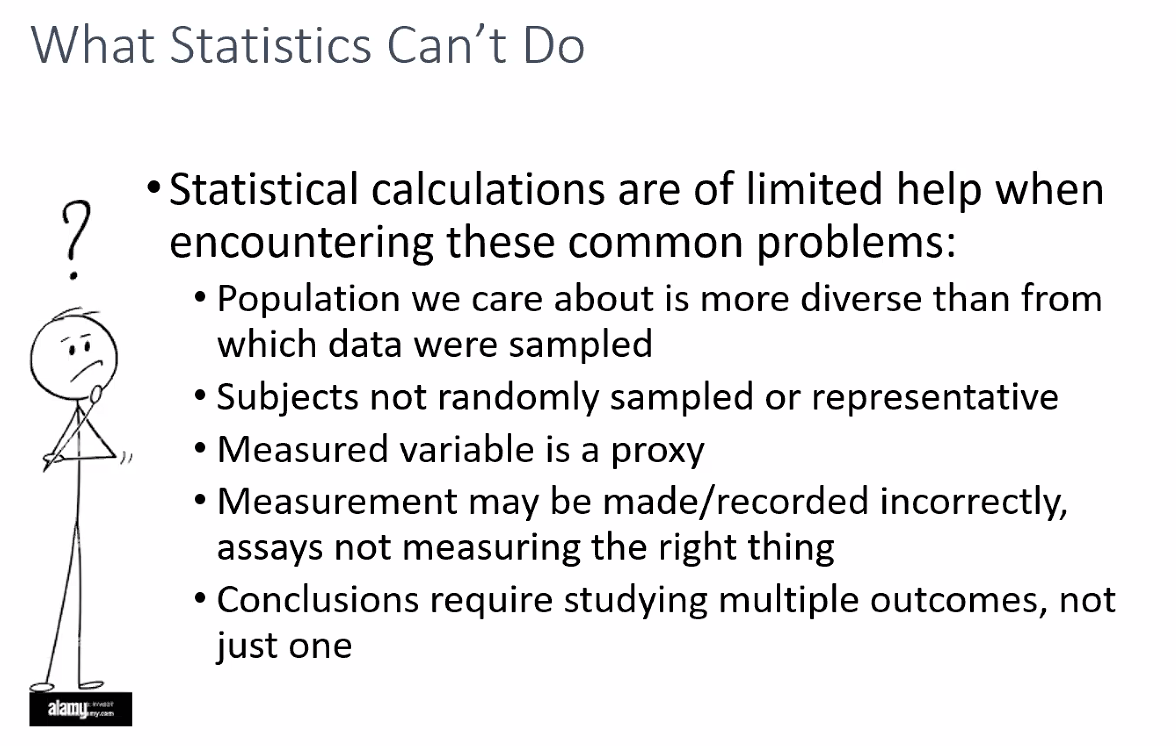 What Statistics Can't Do
• Statistical calculations are of limited help when
encountering these common problems:
• Population we care about is more diverse than from
which data were sampled
• Subjects not randomly sampled or representative
• Measured variable is a proxy
• Measurement may be made/recorded incorrectly,
assays not measuring the right thing
• Conclusions require studying multiple outcomes, not
just one
?
alamy